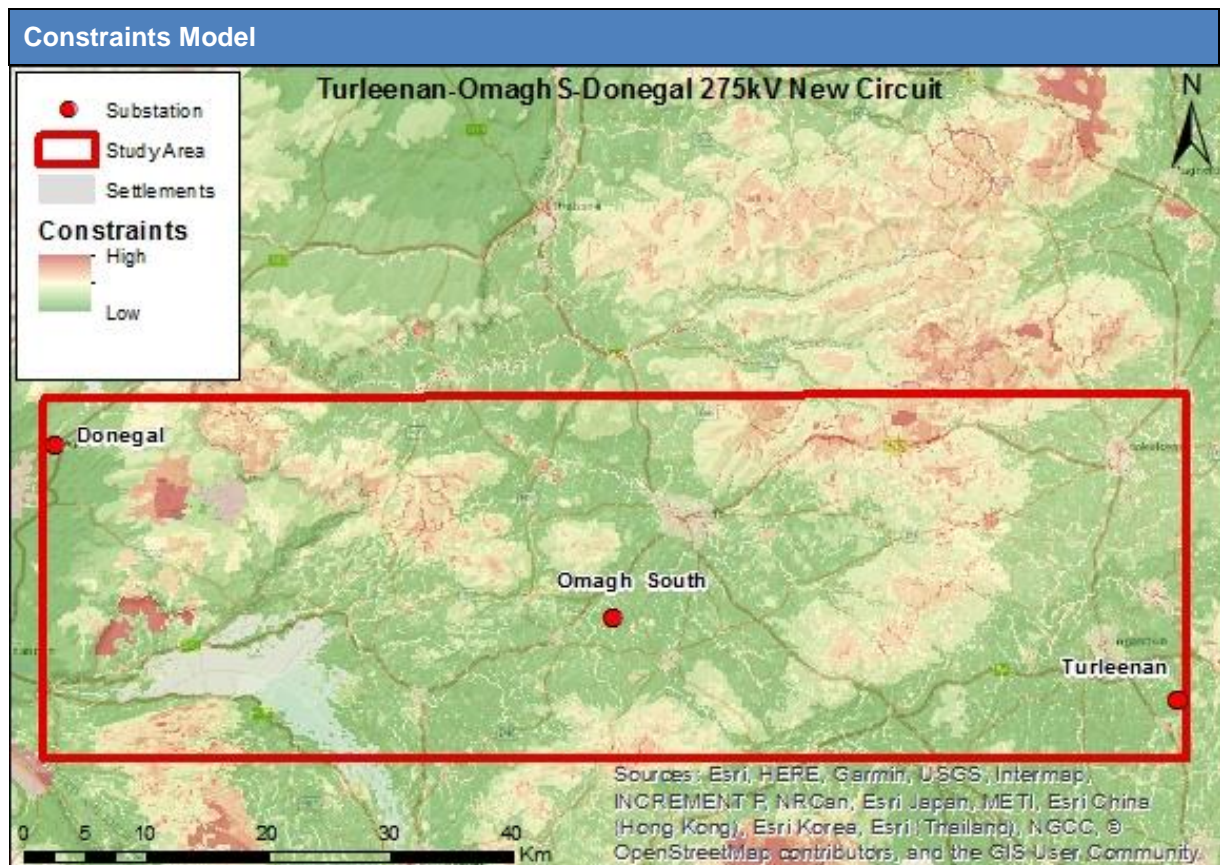 Constraints Model
Turleenan-Omagh S-Donegal 275kV New Circuit
N
Substation
Study Area
Settlements
Constraints
High
Low
Donegal
Omagh South
Turleenan
Sources: Esri, HERE, Garmin, USGS, Intermap,
INCREMENT P, NRCan, Esri Japan, METI, Esri China
(Hong Kong), Esri Korea, Esri (Thailand), NGCC, ©
OpenStreetMap contributors, and the GIS User Community
0 5 10 20 30 40
Km